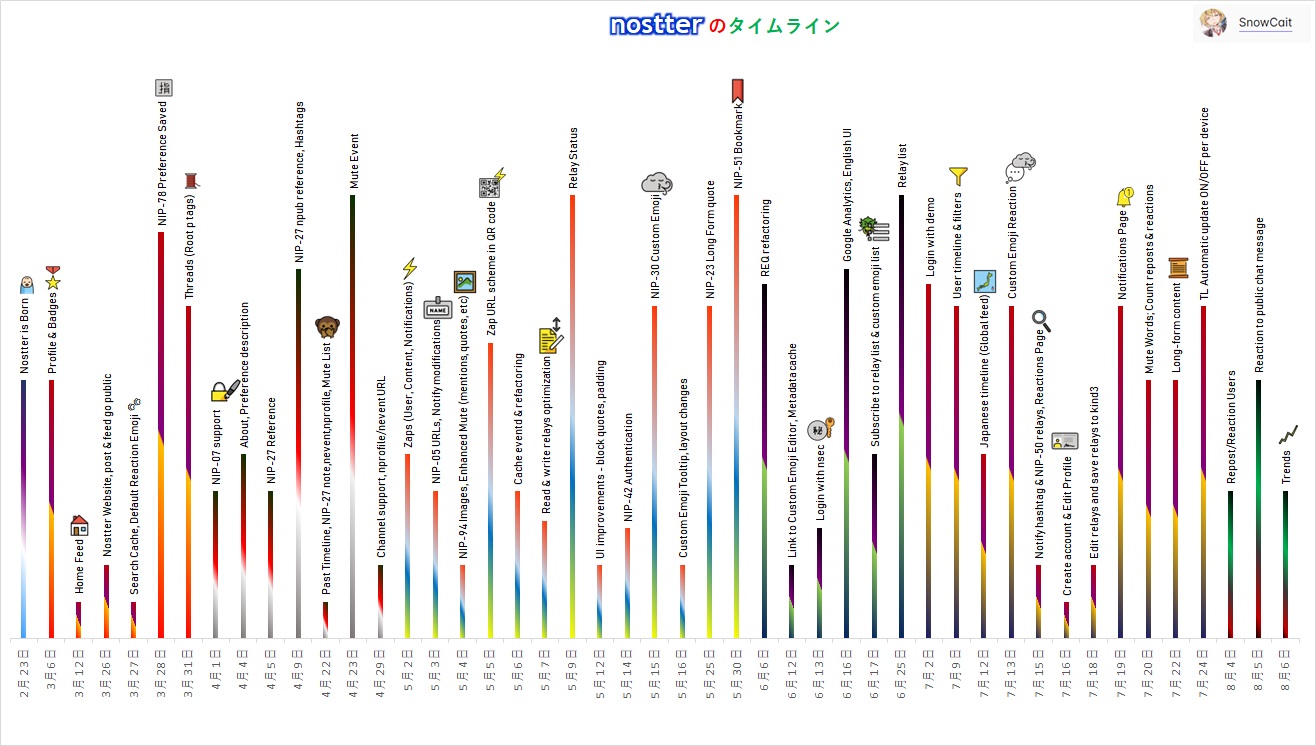 nostter のタイムライン
SnowCait
Nostter is Born
Profile & Badges
Home Feed
Nostter Website, post & feed go public
Search Cache, Default Reaction Emoji
NIP-78 Preference Saved
指
Threads (Root p tags)
NIP-07 support
About, Preference description
NIP-27 Reference
NIP-27 npub reference, Hashtags
Past Timeline, NIP-27 note,nevent,nprofile, Mute List
Mute Event
Channel support, nprofile/nevent URL
Zaps (User, Content, Notifications)
NIP-05 URLs, Notify modifications
NAME
NIP-94 Images, Enhanced Mute (mentions,quotes, etc)
Zap URL scheme in QR code
Cache eventd & refactoring
Read & write relays optimization
Relay Status
UI improvements - block quotes,padding
NIP-42 Authentication
NIP-30 Custom Emoji
Custom Emoji Tooltip, layout changes
NIP-23 Long Form quote
NIP-51 Bookmark
REQ refactoring
Link to Custom Emoji Editor, Metadata cache
Login with nsec
秘
Google Analytics, English UI
Subscribe to relay list & custom emoji list
Relay list
Login with demo
User timeline & filters
Japanese timeline (Global feed)
Custom Emoji Reaction
Notify hashtag & NIP-50 relays, Reactions Page
Create account & Edit Profile
Edit relays and save relays to kind3
Notifications Page
1
Mute Words; Count reposts & reactions
Long-form content
TL Automatic update ON/OFF per device
Repost/Reaction Users
Reaction to public chat message
Trends
2月23日
3月6日
3月12日
3月26日
3月27日
3月28日
3月31日
4月1日
4月4日
4月5日
4月9日
4月22日
4月23日
4月29日
5月2日
5月3日
5月4日
5月5日
5月6日
5月7日
5月9日
5月12日
5月14日
5月15日
5月16日
5月25日
5月30日
6月6日
6月12日
6月13日
6月16日
6月17日
6月25日
7月2日
7月9日
7月12日
7月13日
7月15日
7月16日
7月18日
7月19日
7月20日
7月22日
7月24日
8月4日
8月5日
8月6日